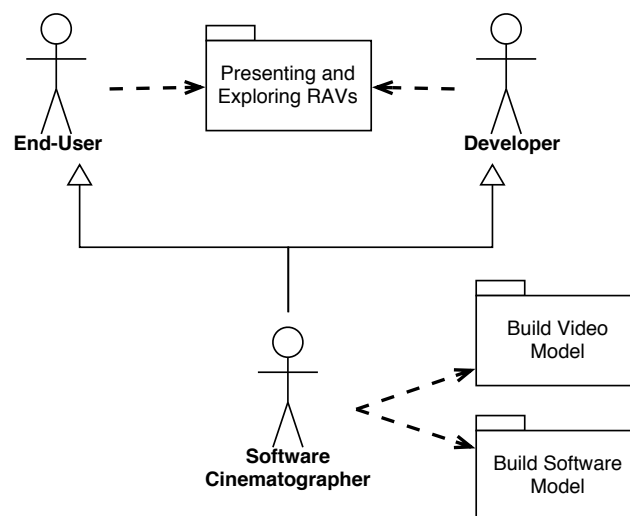 Presenting and
Exploring RAVs
End-User
Developer
Build Video
Model
Software
Cinematographer
Build Software
Model